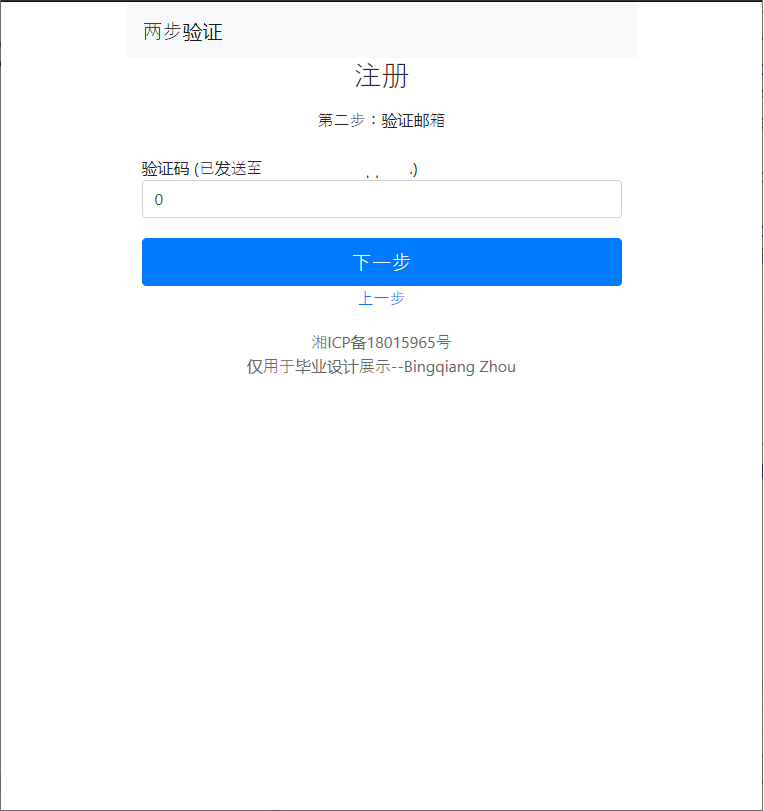 两步验证
注册
第二步：验证邮箱
验证码 (已发送至 )
0
下一步
上一步
湘ICP备18015965号
仅用于毕业设计展示--Bingqiang Zhou